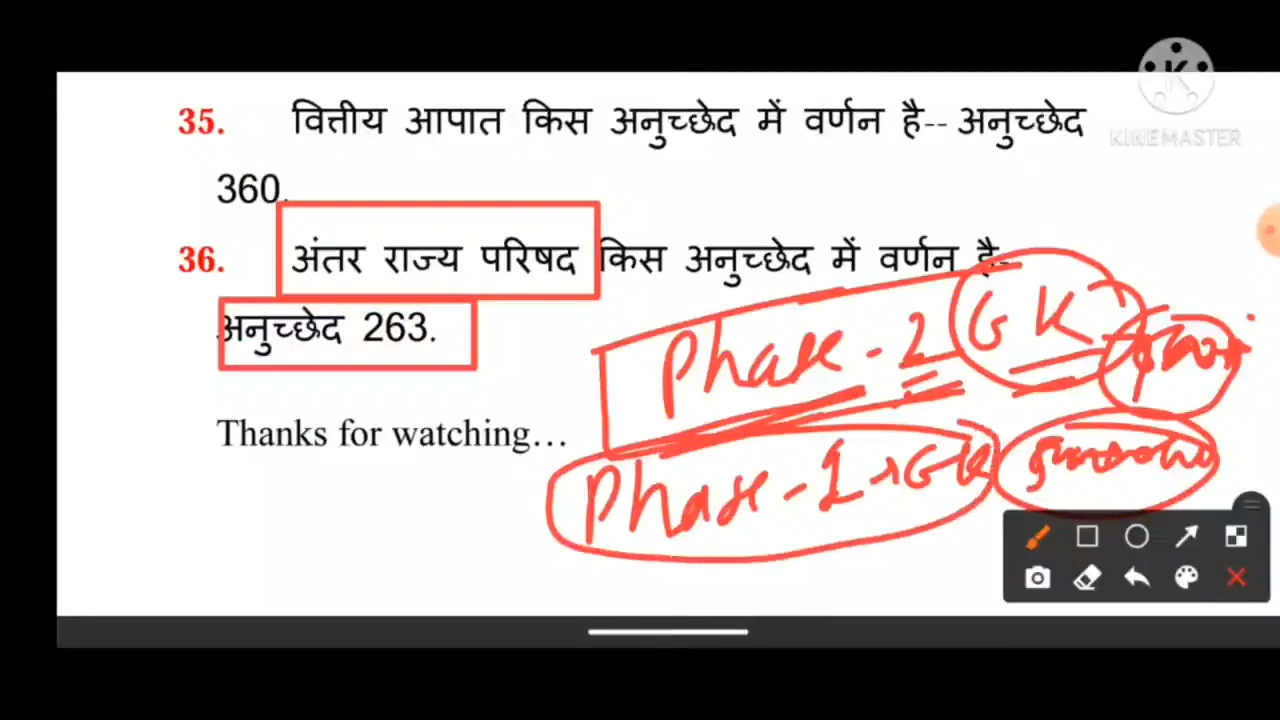 KINEMASTER
35. वित्तीय आपात किस अनुच्छेद में वर्णन है-- अनुच्छेद
360.
36. अंतर राज्य परिषद किस अनुच्छेद में वर्णन है-
अनुच्छेद 263.
Phase - 2 GK
Thanks for watching...
Phase - 1 → GK